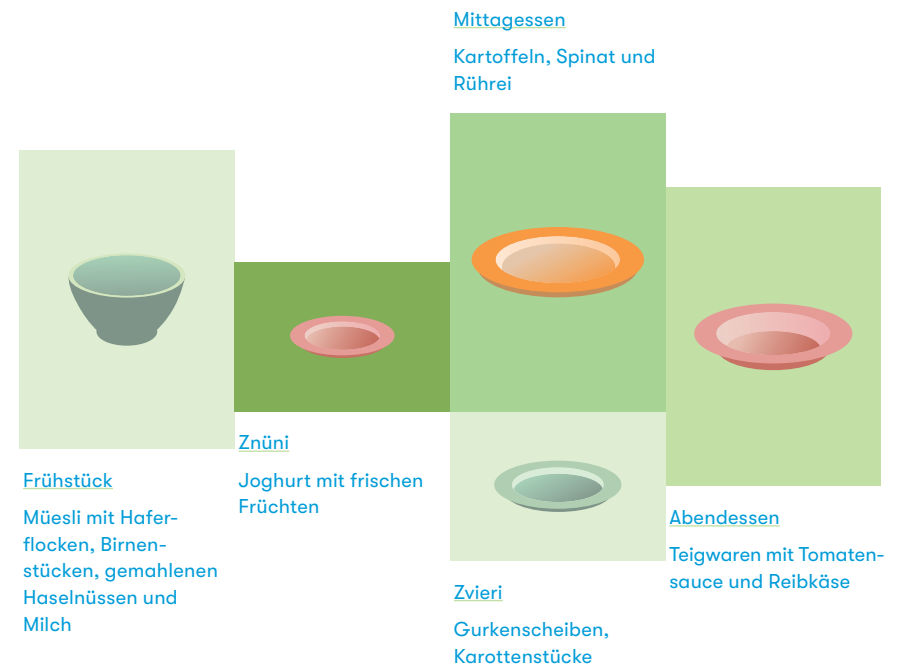 Mittagessen
Kartoffeln, Spinat und
Rührei
Frühstück
Müesli mit Hafer-
flocken, Birnen-
stücken, gemahlenen
Haselnüssen und
Milch
Znüni
Joghurt mit frischen
Früchten
Zvieri
Gurkenscheiben,
Karottenstücke
Abendessen
Teigwaren mit Tomaten-
sauce und Reibkäse